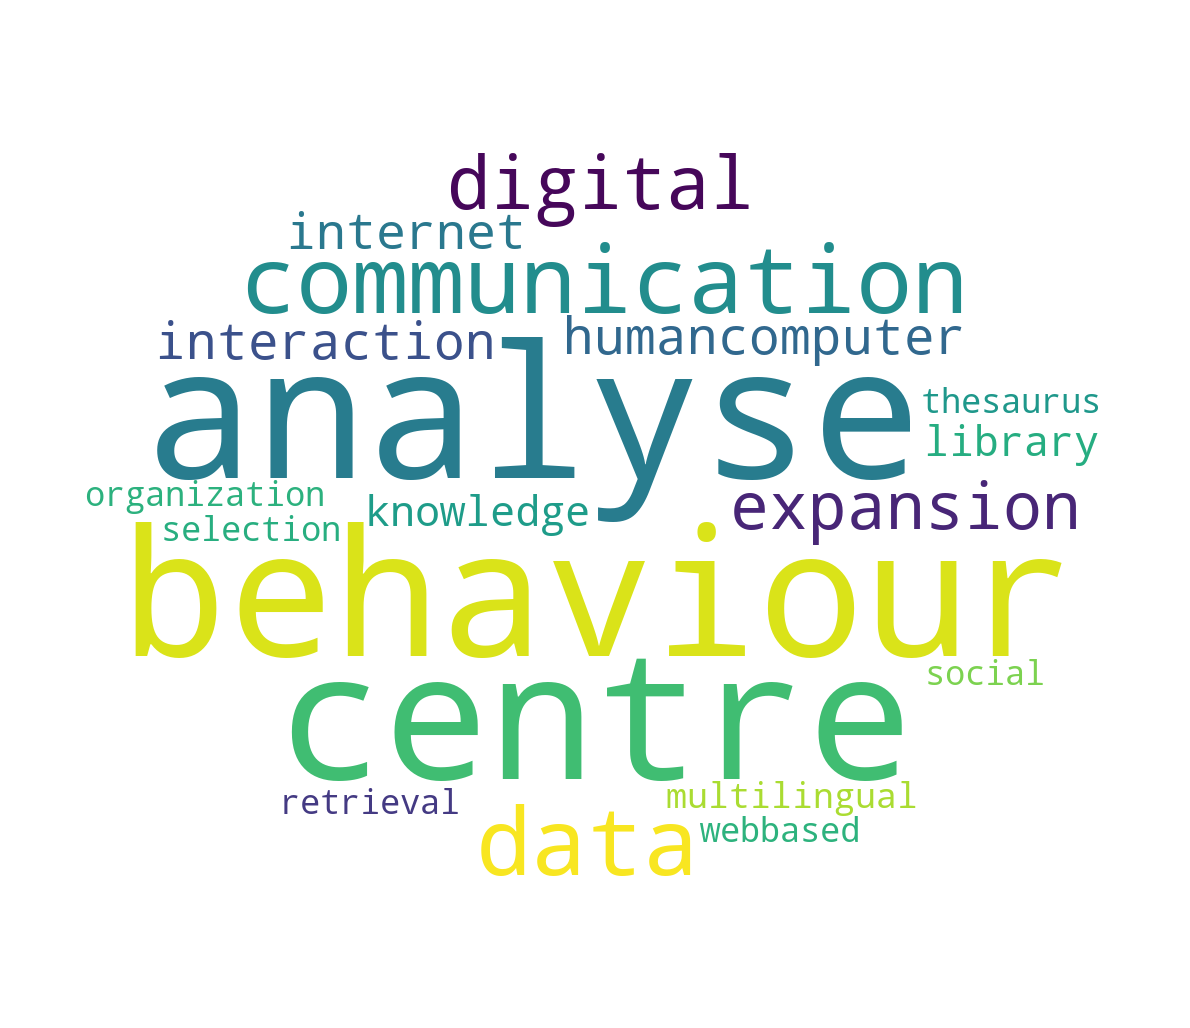 digital
internet
communication
interaction humancomputer
analyse
thesaurus
library
organization knowledge expansion
selection
behaviour
centre
social
retrieval multilingual
data webbased